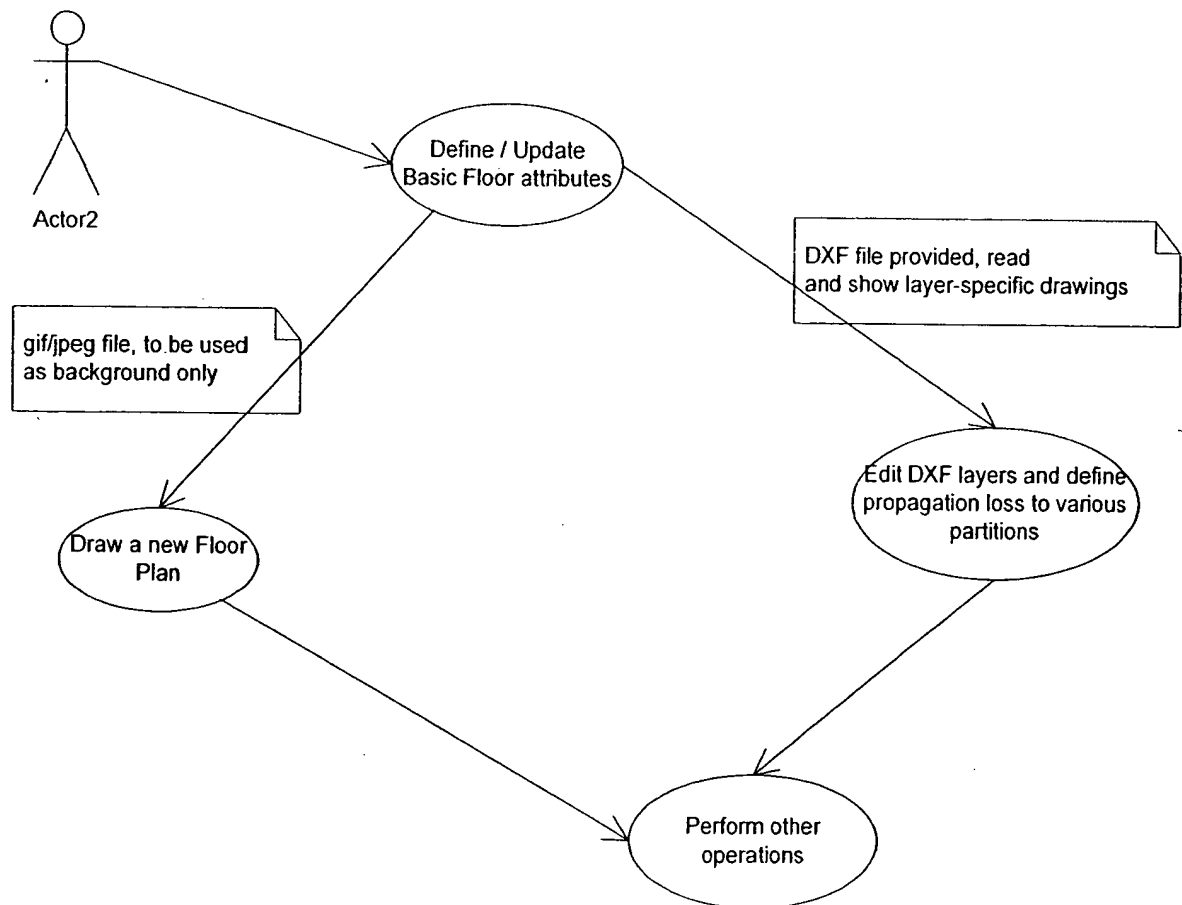 Define / Update
Basic Floor attributes
Actor2
DXF file provided, read
and show layer-specific drawings
gif/jpeg file, to be used
as background only
Edit DXF layers and define
propagation loss to various
partitions
Draw a new Floor
Plan
Perform other
operations